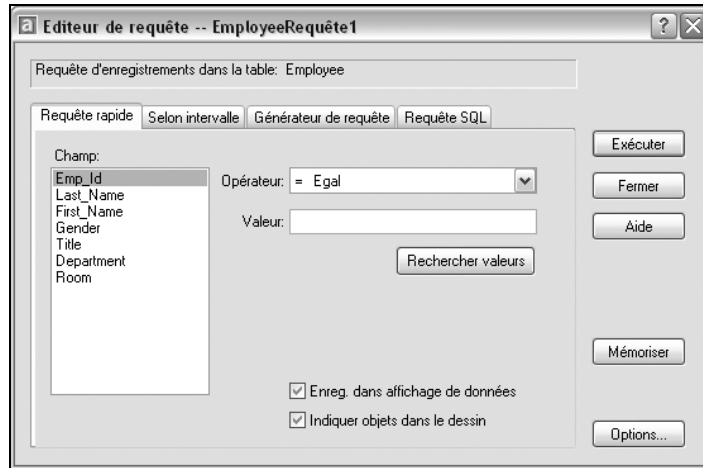 a Editeur de requête -- EmployeeRequête1 ? X
Requête d'enregistrements dans la table: Employee
Requête rapide Selon intervalle Générateur de requête Requête SQL
Exécuter
Champ:
Emp_Id
Opérateur: = Egal
Fermer
Last_Name
First_Name
Valeur:
Aide
Gender
Title
Department
Rechercher valeurs
Room
Mémoriser
Enreg. dans affichage de données
Indiquer objets dans le dessin
Options...